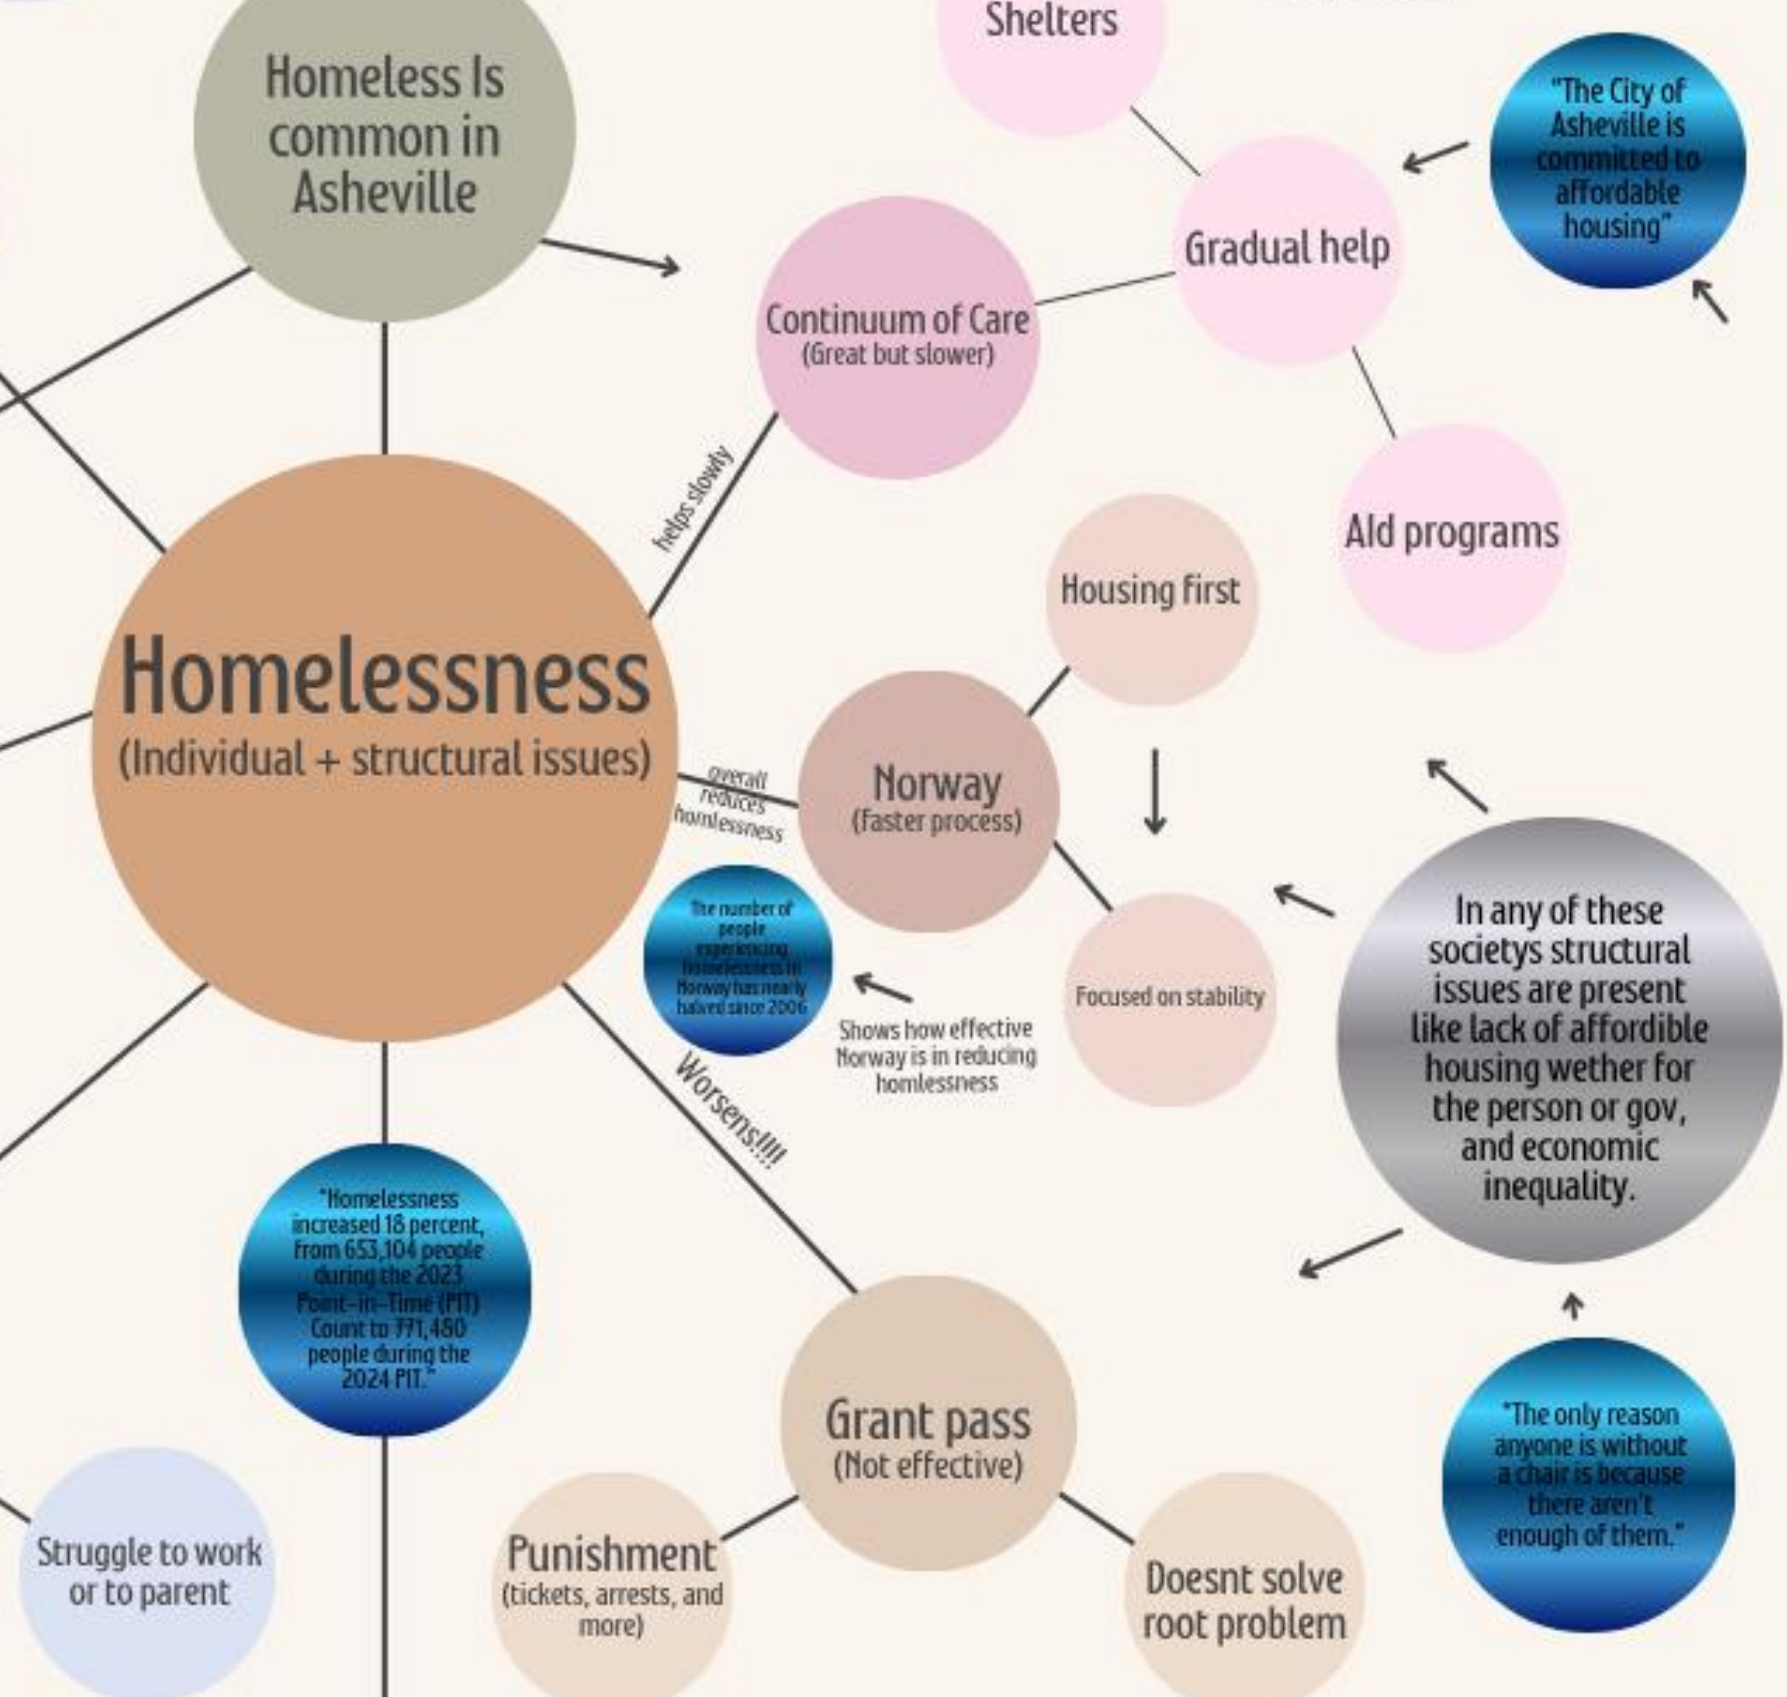 Shelters
Homeless Is
common in
Asheville
"The City of
Asheville is
committed to
affordable
housing"
Gradual help
Continuum of Care
(Great but slower)
helps slowly
AId programs
Housing first
Homelessness
(Individual + structural issues)
overall
reduces
homlessness
Norway
(faster process)
The number of
people
experiencing
homelessness in
Norway has nearly
halved since 2006
Shows how effective
Norway is in reducing
homlessness
Focused on stability
In any of these
societys structural
issues are present
like lack of affordible
housing wether for
the person or gov,
and economic
inequality.
Worsens!!!!
"Homelessness
increased 18 percent,
from 653,104 people
during the 2023
Point-in-Time (PIT)
Count to 771,480
people during the
2024 PIT."
Grant pass
(Not effective)
"The only reason
anyone is without
a chair is because
there aren't
enough of them."
Struggle to work
or to parent
Punishment
(tickets, arrests, and
more)
Doesnt solve
root problem